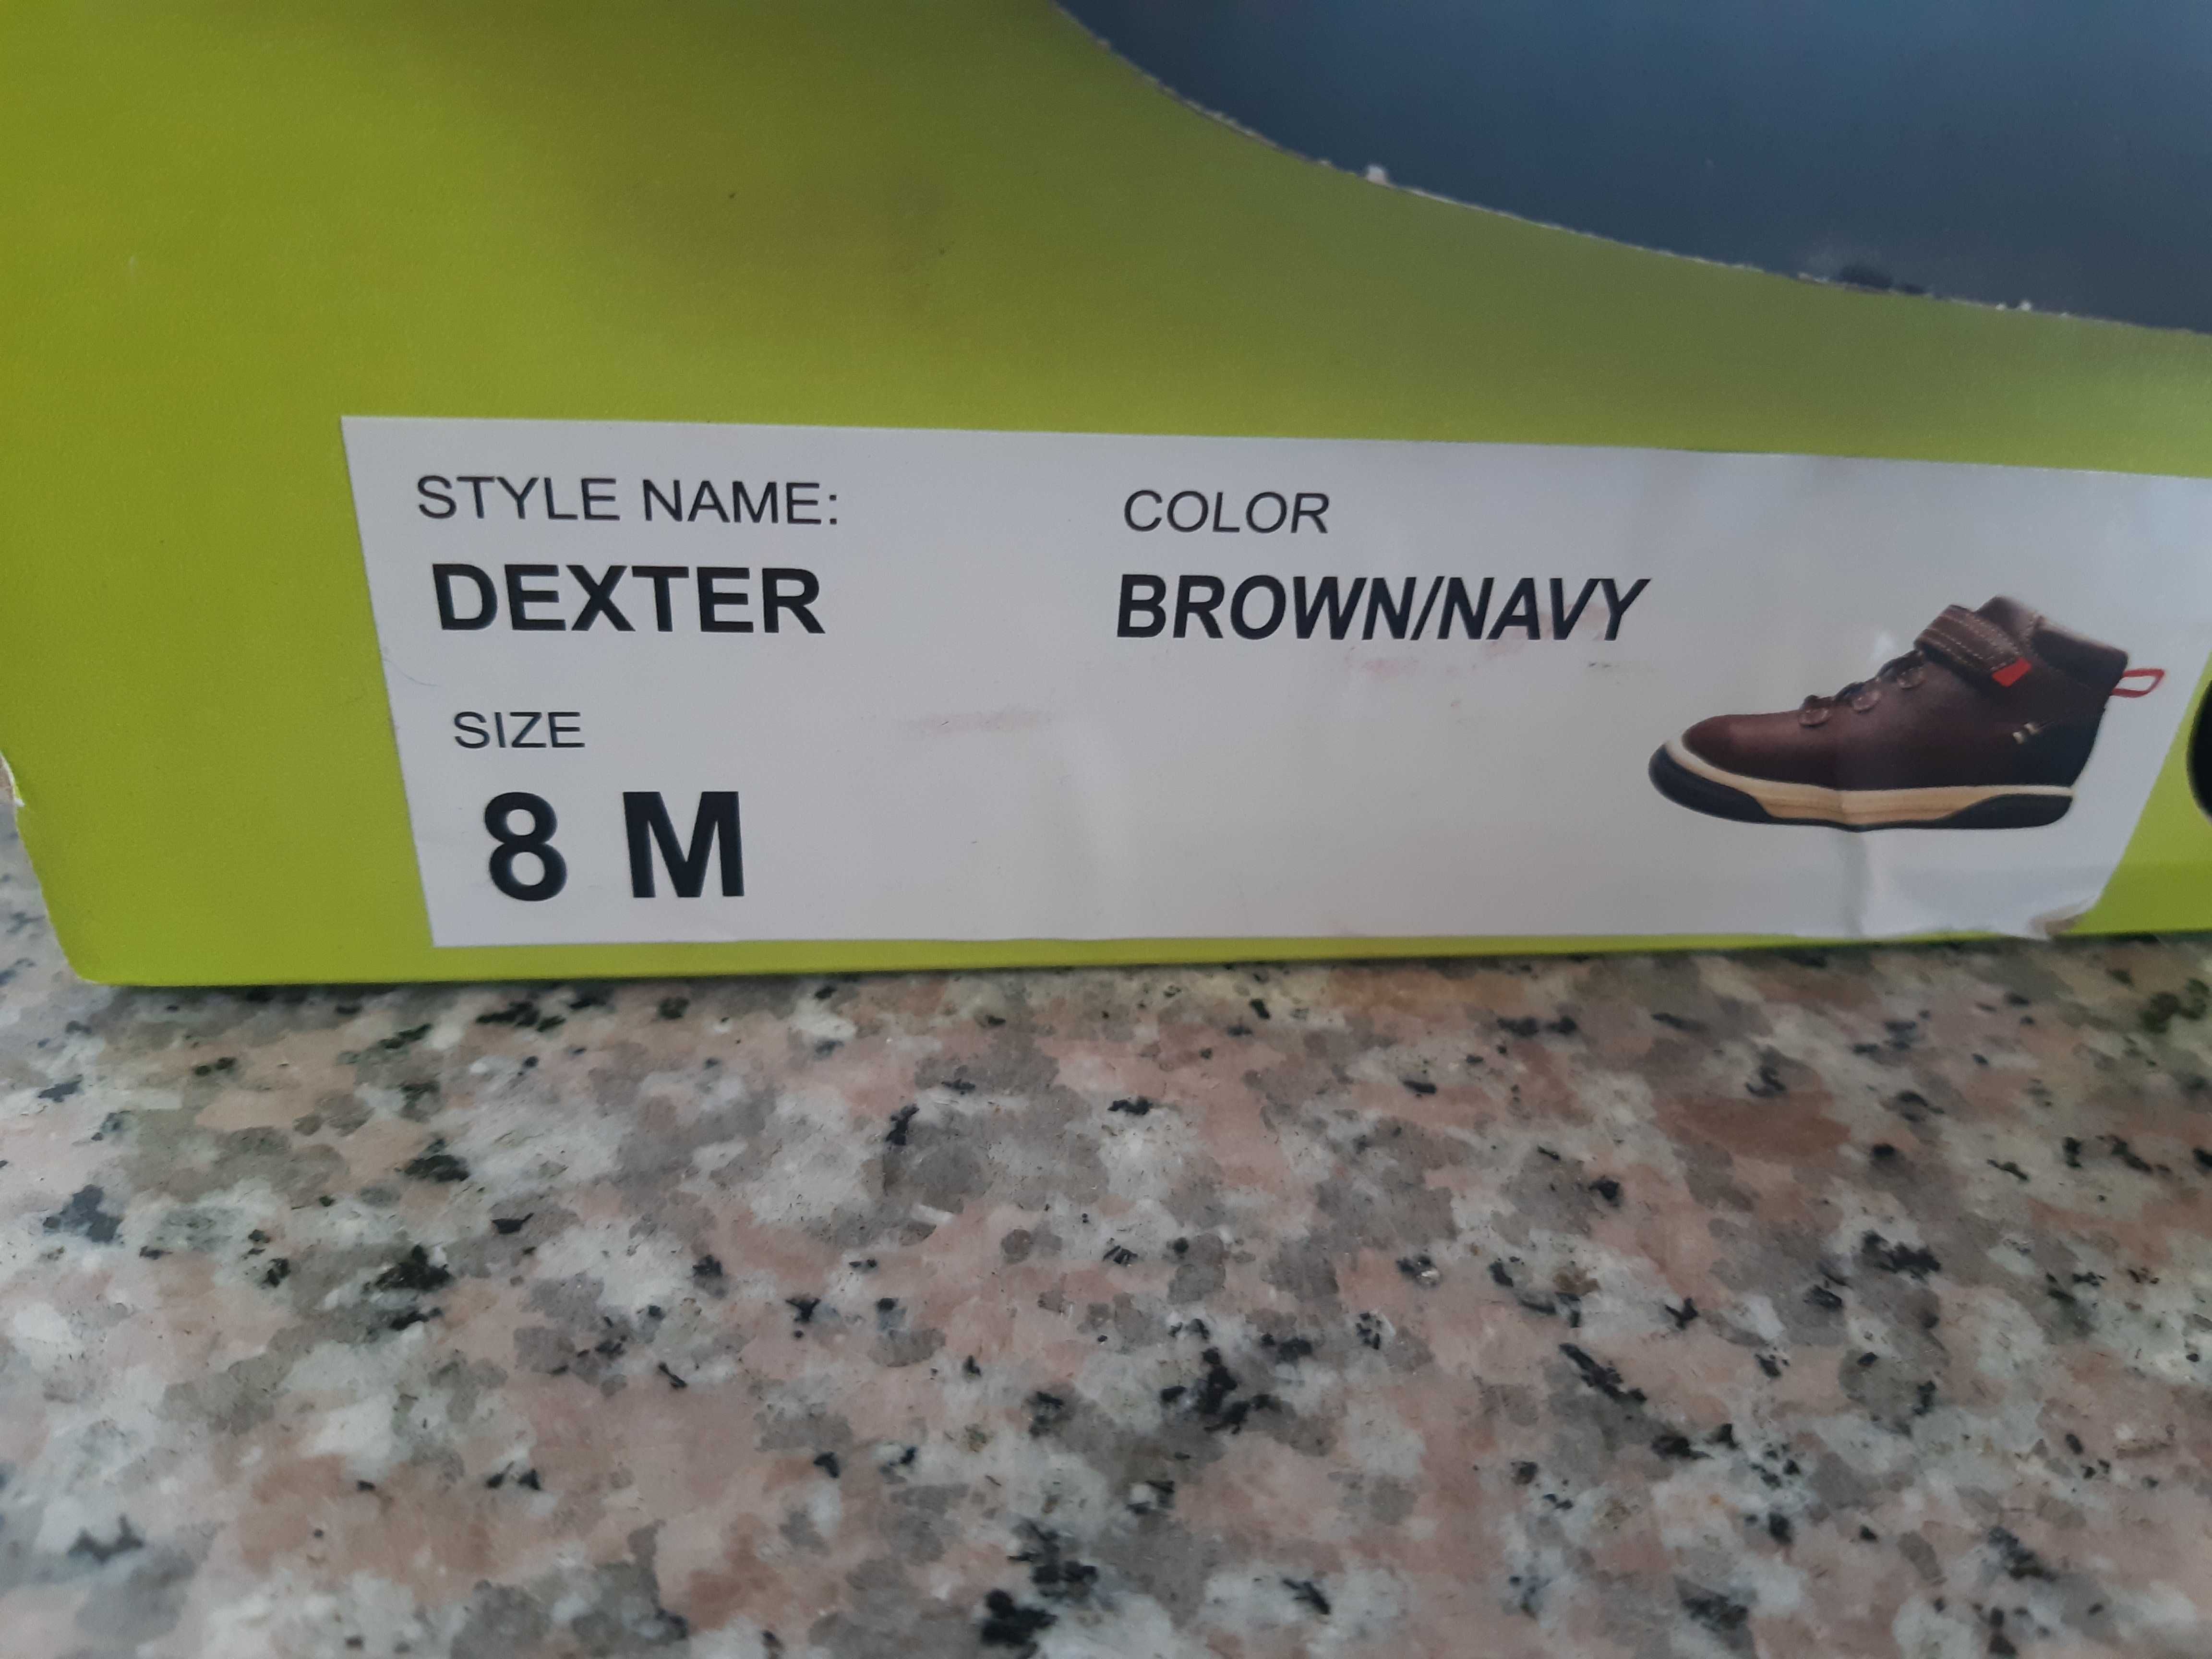 STYLE NAME:
DEXTER
COLOR
BROWN/NAVY
SIZE
8 M